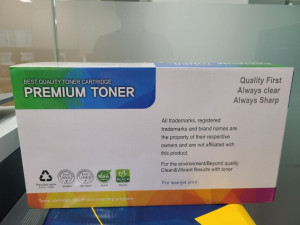 BEST QUALITY TONER CARTRIDGE
PREMIUM TONER
Quality First
Always clear
Always Sharp
All trademarks, registered
trademarks and brand names are
the property of their respective
owners and are not affiliated with
this product.
For the environment/Beyond quality
Clean&Vibrant Results with toner
For laserjet print